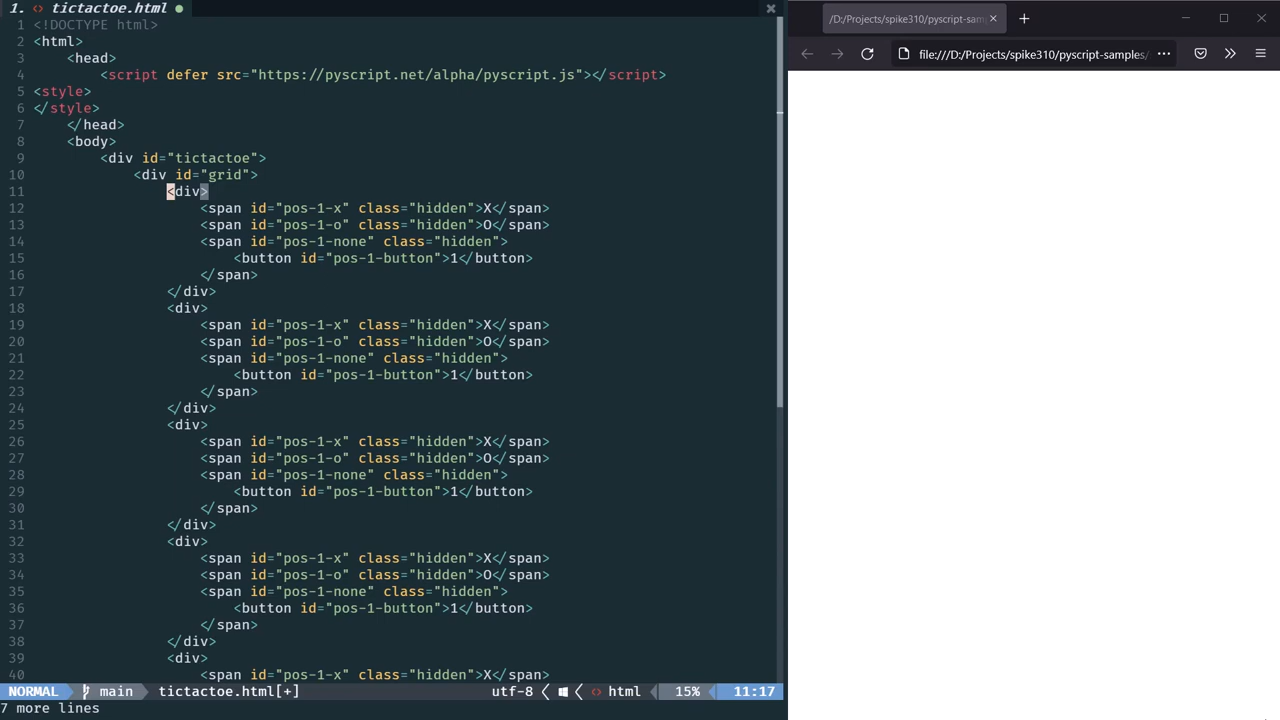 1. <> tictactoe.html
/D:/Projects/spike310/pyscript-sam
file:///D:/Projects/spike310/pyscript-samples/
1 <!DOCTYPE html>
2 <html>
3 <head>
4 <script defer src="https://pyscript.net/alpha/pyscript.js"></script>
5 <style>
6 </style>
7 </head>
8 <body>
9 <div id="tictactoe">
10 <div id="grid">
11 <div>
12 <span id="pos-1-x" class="hidden">X</span>
13 <span id="pos-1-o" class="hidden">O</span>
14 <span id="pos-1-none" class="hidden">
15 <button id="pos-1-button">1</button>
16 </span>
17 </div>
18 <div>
19 <span id="pos-1-x" class="hidden">X</span>
20 <span id="pos-1-o" class="hidden">O</span>
21 <span id="pos-1-none" class="hidden">
22 <button id="pos-1-button">1</button>
23 </span>
24 </div>
25 <div>
26 <span id="pos-1-x" class="hidden">X</span>
27 <span id="pos-1-o" class="hidden">O</span>
28 <span id="pos-1-none" class="hidden">
29 <button id="pos-1-button">1</button>
30 </span>
31 </div>
32 <div>
33 <span id="pos-1-x" class="hidden">X</span>
34 <span id="pos-1-o" class="hidden">O</span>
35 <span id="pos-1-none" class="hidden">
36 <button id="pos-1-button">1</button>
37 </span>
38 </div>
39 <div>
40 <span id="pos-1-x" class="hidden">X</span>
NORMAL main tictactoe.html[+] utf-8 <> html 15% 11:17
7 more lines